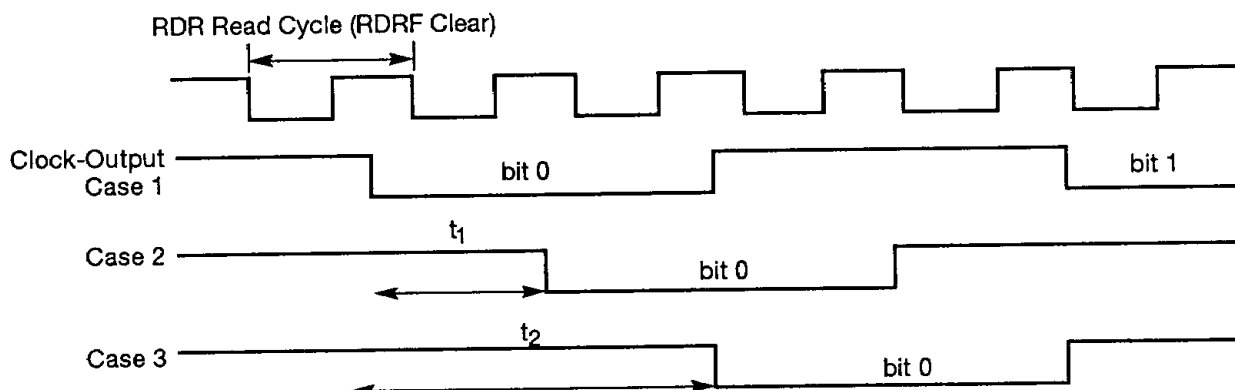 RDR Read Cycle (RDRF Clear)
Clock-Output
Case 1
bit 0
bit 1
t1
Case 2
bit 0
t2
Case 3
bit 0